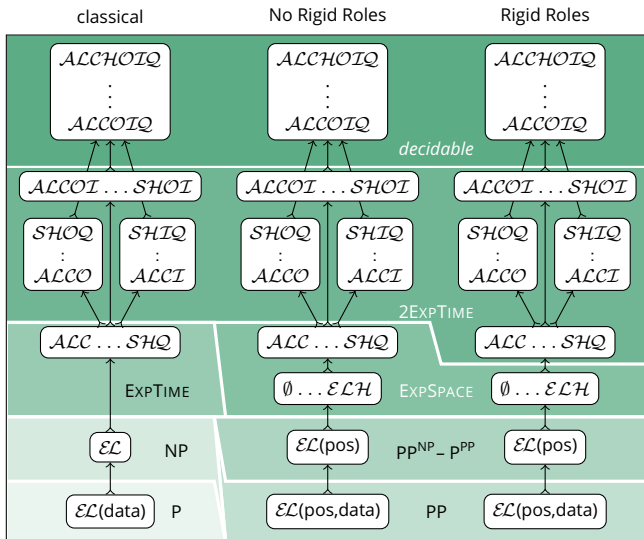 classical No Rigid Roles Rigid Roles
𝒜ℒ𝒞ℋ𝒪ℐ𝒬 𝒜ℒ𝒞ℋ𝒪ℐ𝒬 𝒜ℒ𝒞ℋ𝒪ℐ𝒬
⋮ ⋮ ⋮
𝒜ℒ𝒞𝒪ℐ𝒬 𝒜ℒ𝒞𝒪ℐ𝒬 𝒜ℒ𝒞𝒪ℐ𝒬
decidable
𝒜ℒ𝒞𝒪ℐ … 𝒮ℋ𝒪ℐ 𝒜ℒ𝒞𝒪ℐ … 𝒮ℋ𝒪ℐ 𝒜ℒ𝒞𝒪ℐ … 𝒮ℋ𝒪ℐ
𝒮ℋ𝒪𝒬 𝒮ℋℐ𝒬 𝒮ℋ𝒪𝒬 𝒮ℋℐ𝒬 𝒮ℋ𝒪𝒬 𝒮ℋℐ𝒬
⋮ ⋮ ⋮ ⋮ ⋮ ⋮
𝒜ℒ𝒞𝒪 𝒜ℒ𝒞ℐ 𝒜ℒ𝒞𝒪 𝒜ℒ𝒞ℐ 𝒜ℒ𝒞𝒪 𝒜ℒ𝒞ℐ
2ExpTime
𝒜ℒ𝒞 … 𝒮ℋ𝒬 𝒜ℒ𝒞 … 𝒮ℋ𝒬 𝒜ℒ𝒞 … 𝒮ℋ𝒬
ExpTime ∅ … ℰℒℋ ExpSpace ∅ … ℰℒℋ
ℰℒ NP ℰℒ(pos) PP^NP – P^PP ℰℒ(pos)
ℰℒ(data) P ℰℒ(pos,data) PP ℰℒ(pos,data)